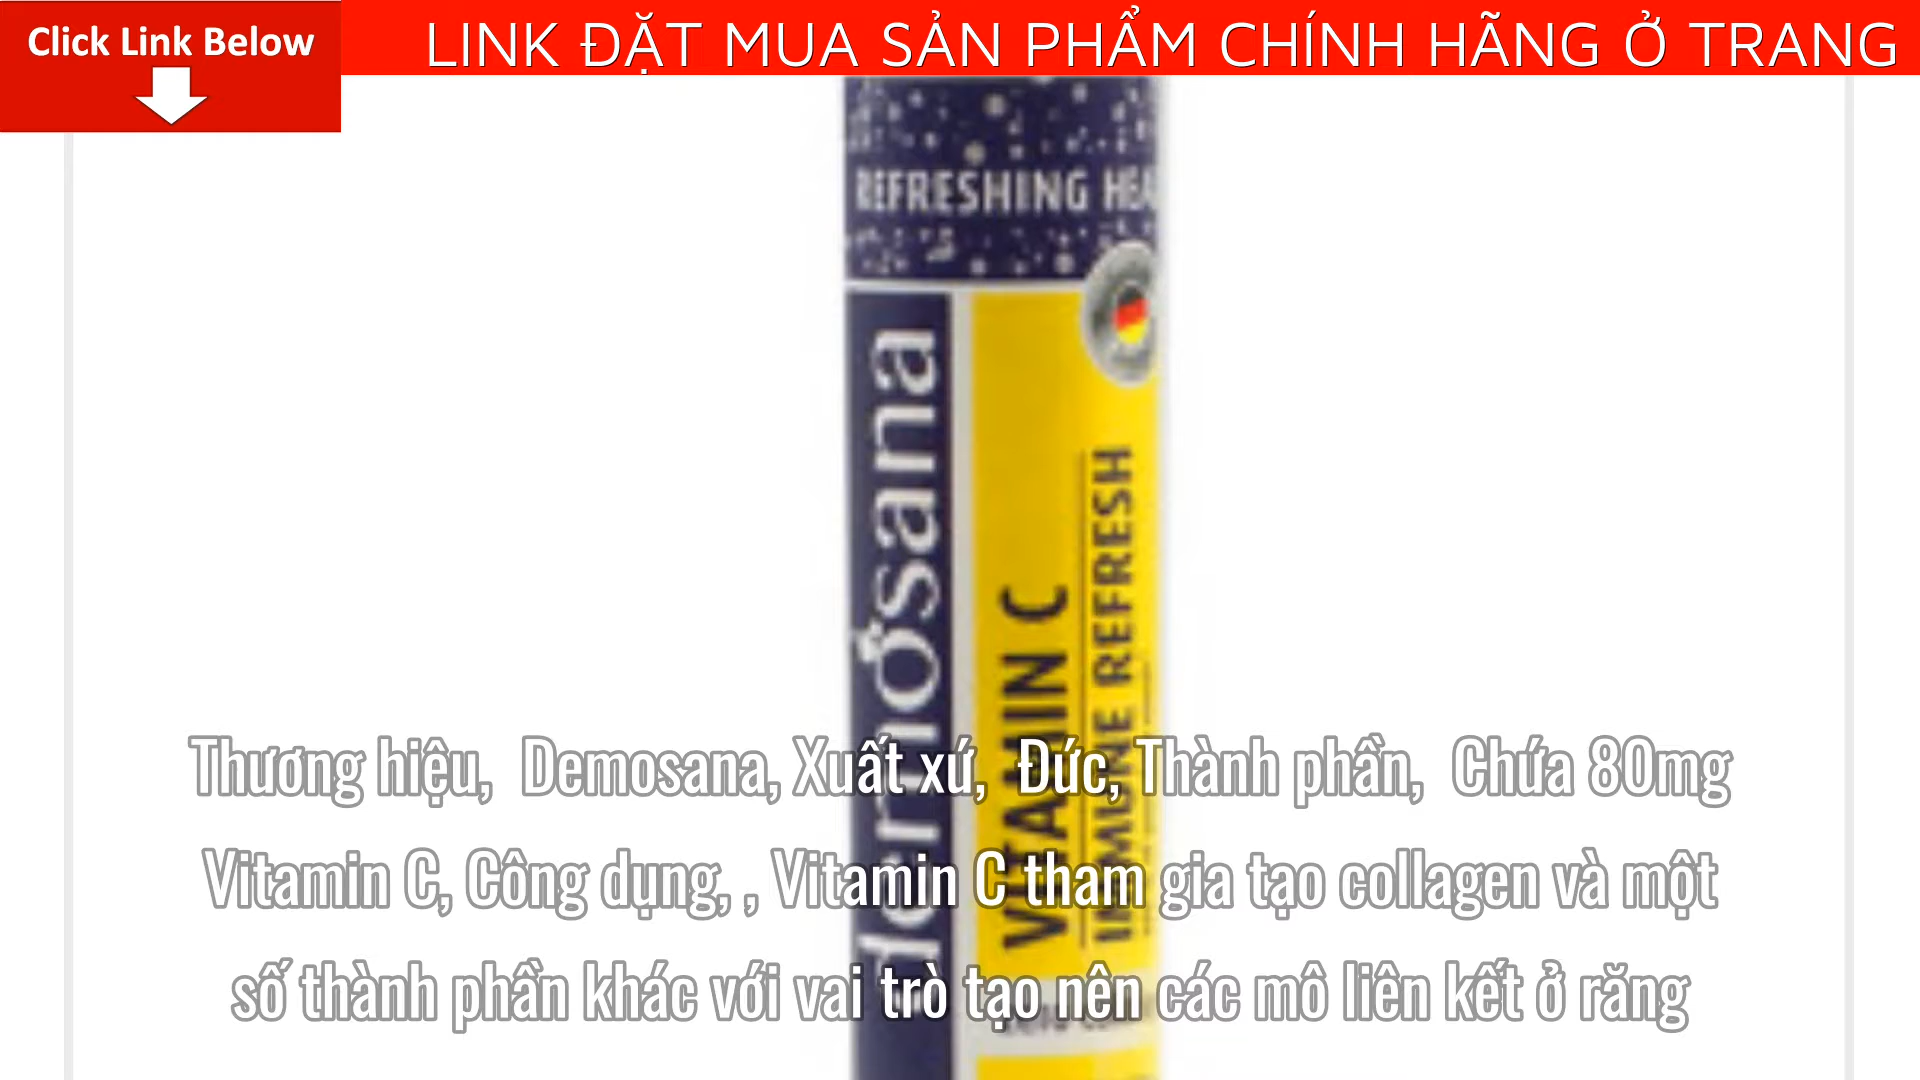 Click Link Below
LINK ĐẶT MUA SẢN PHẨM CHÍNH HÃNG Ở TRANG
REFRESHING HEA
dermosana
VITAMIN C
IMMUNE REFRESH
Thương hiệu, Demosana, Xuất xứ, Đức, Thành phần, Chứa 80mg
Vitamin C, Công dụng, , Vitamin C tham gia tạo collagen và một
số thành phần khác với vai trò tạo nên các mô liên kết ở răng